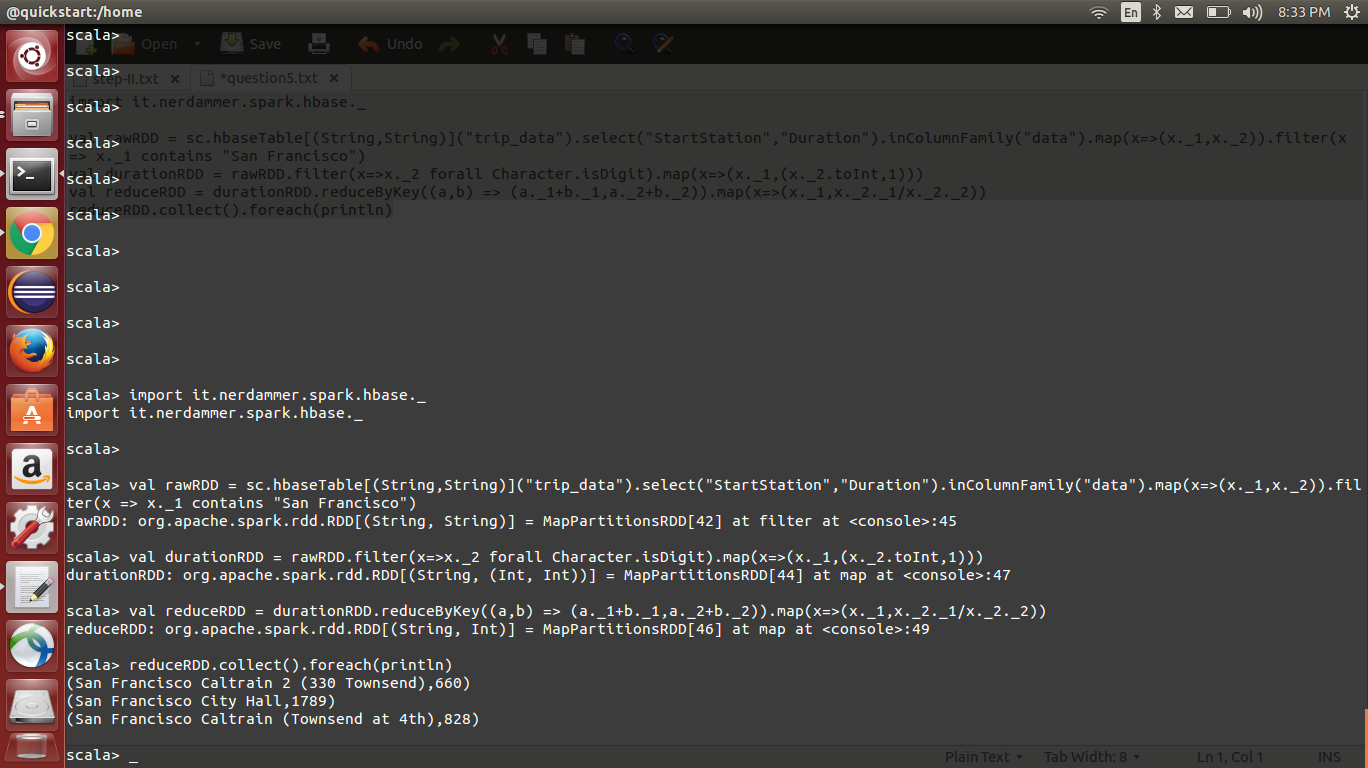 @quickstart:/home
En
8:33 PM
scala>
Open
Save
Undo
scala>
step-II.txt
*question5.txt
scala>
import it.nerdammer.spark.hbase._
scala>
val rawRDD = sc.hbaseTable[(String,String)]("trip_data").select("StartStation","Duration").inColumnFamily("data").map(x=>(x._1,x._2)).filter(x
=> x._1 contains "San Francisco")
scala>
val durationRDD = rawRDD.filter(x=>x._2 forall Character.isDigit).map(x=>(x._1,(x._2.toInt,1)))
val reduceRDD = durationRDD.reduceByKey((a,b) => (a._1+b._1,a._2+b._2)).map(x=>(x._1,x._2._1/x._2._2))
scala>
reduceRDD.collect().foreach(println)
scala>
scala>
scala>
scala>
scala> import it.nerdammer.spark.hbase._
import it.nerdammer.spark.hbase._
scala>
scala> val rawRDD = sc.hbaseTable[(String,String)]("trip_data").select("StartStation","Duration").inColumnFamily("data").map(x=>(x._1,x._2)).fil
ter(x => x._1 contains "San Francisco")
rawRDD: org.apache.spark.rdd.RDD[(String, String)] = MapPartitionsRDD[42] at filter at <console>:45
scala> val durationRDD = rawRDD.filter(x=>x._2 forall Character.isDigit).map(x=>(x._1,(x._2.toInt,1)))
durationRDD: org.apache.spark.rdd.RDD[(String, (Int, Int))] = MapPartitionsRDD[44] at map at <console>:47
scala> val reduceRDD = durationRDD.reduceByKey((a,b) => (a._1+b._1,a._2+b._2)).map(x=>(x._1,x._2._1/x._2._2))
reduceRDD: org.apache.spark.rdd.RDD[(String, Int)] = MapPartitionsRDD[46] at map at <console>:49
scala> reduceRDD.collect().foreach(println)
(San Francisco Caltrain 2 (330 Townsend),660)
(San Francisco City Hall,1789)
(San Francisco Caltrain (Townsend at 4th),828)
scala> _
Plain Text
Tab Width: 8
Ln 1, Col 1
INS